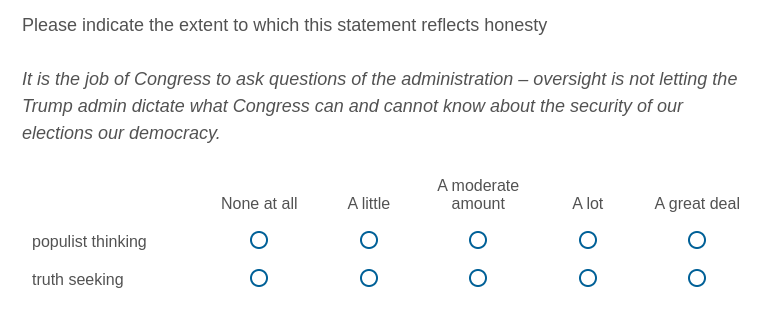 Please indicate the extent to which this statement reflects honesty
It is the job of Congress to ask questions of the administration – oversight is not letting the
Trump admin dictate what Congress can and cannot know about the security of our
elections our democracy.
None at all A little A moderate amount A lot A great deal
populist thinking
truth seeking